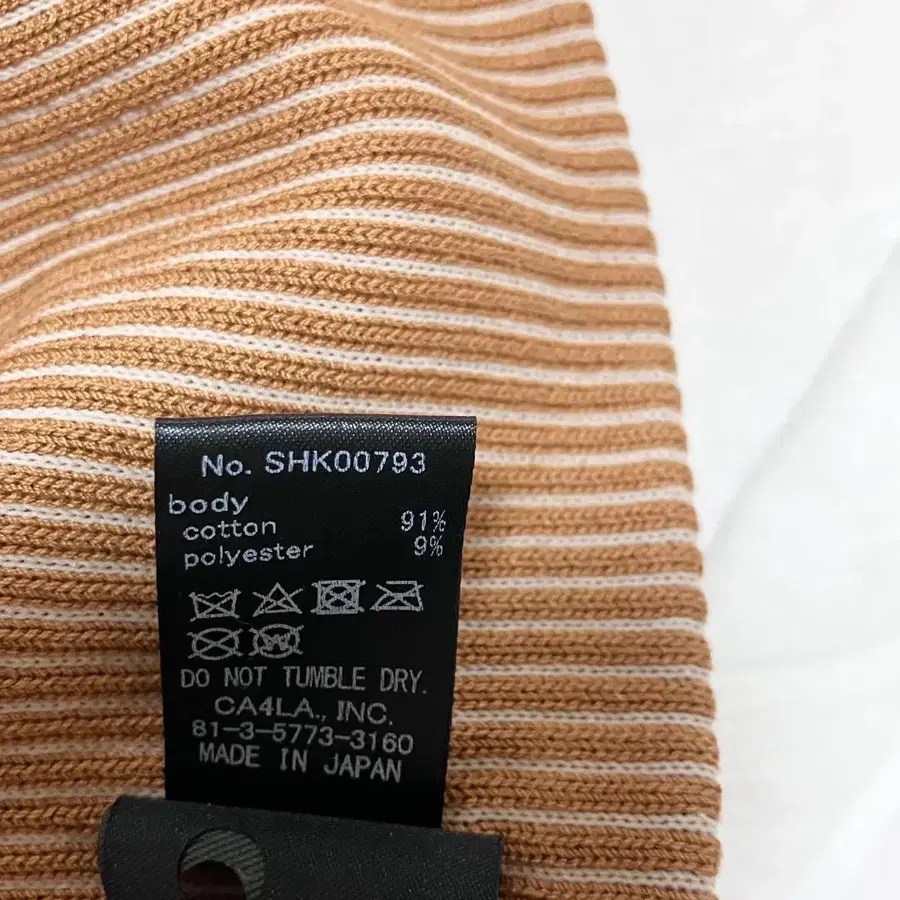 No. SHK00793
body
cotton 91%
polyester 9%
DO NOT TUMBLE DRY.
CA4LA., INC.
81-3-5773-3160
MADE IN JAPAN